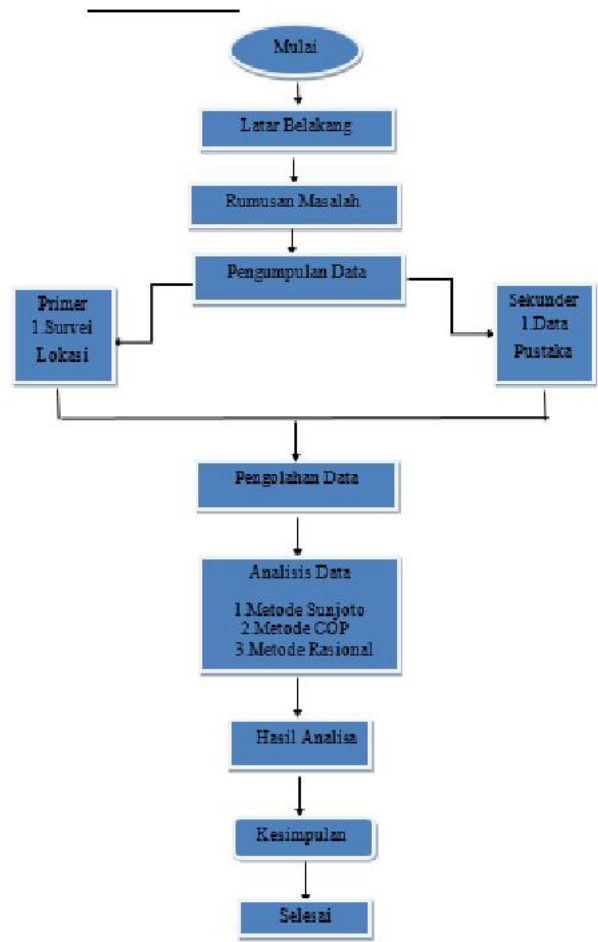 Mulai
Latar Belakang
Rumusan Masalah
Pengumpulan Data
Primer
1.Survei
Lokasi
Sekunder
1.Data
Pustaka
Pengolahan Data
Analisis Data
1.Metode Sunjoto
2.Metode COP
3.Metode Rasional
Hasil Analisa
Kesimpulan
Selesai